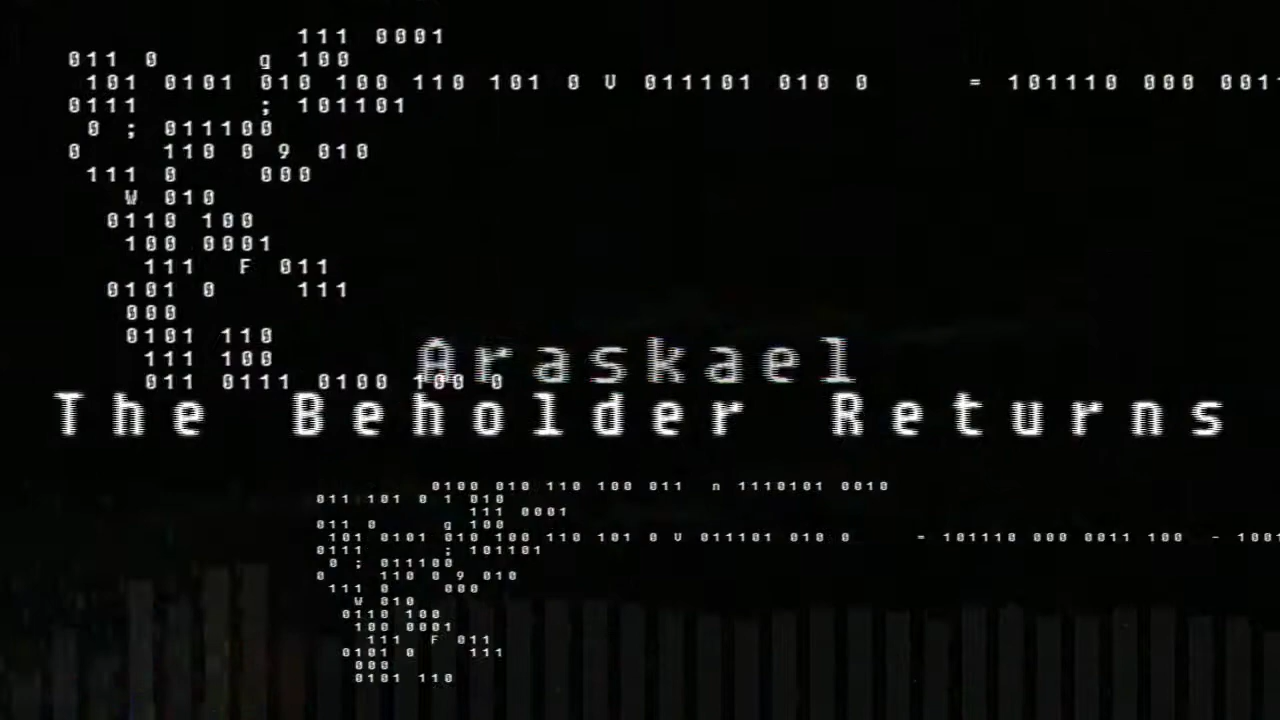 111 0001
011 0 g 100
101 0101 010 100 110 101 0 V 011101 010 0 = 101110 000 0011
0111 ; 101101
0 ; 011100
0 110 0 9 010
111 0 000
W 010
0110 100
100 0001
111 F 011
0101 0 111
000
0101 110
Araskael
111 100
011 0111 0100 100 0
The Beholder Returns
0100 010 110 100 011 n 1110101 0010
011 101 0 1 010
111 0001
011 0 g 100
101 0101 010 100 110 101 0 V 011101 010 0 = 101110 000 0011 100 - 1001
0111 ; 101101
0 ; 011100
0 110 0 9 010
111 0 000
W 010
0110 100
100 0001
111 F 011
0101 0 111
000
0101 110